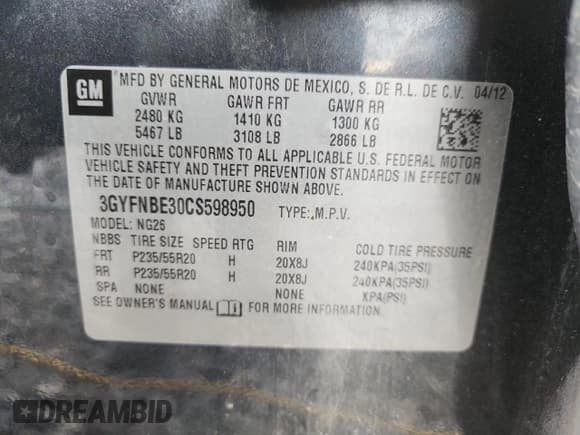 GM
MFD BY GENERAL MOTORS DE MEXICO, S. DE R.L. DE C.V. 04/12
GVWR GAWR FRT GAWR RR
2480 KG 1410 KG 1300 KG
5467 LB 3108 LB 2866 LB
THIS VEHICLE CONFORMS TO ALL APPLICABLE U.S. FEDERAL MOTOR
VEHICLE SAFETY AND THEFT PREVENTION STANDARDS IN EFFECT ON
THE DATE OF MANUFACTURE SHOWN ABOVE.
3GYFNBE30CS598950 TYPE: M.P.V.
MODEL: NG26
NBBS TIRE SIZE SPEED RTG RIM COLD TIRE PRESSURE
FRT P235/55R20 H 20X8J 240KPA(35PSI)
RR P235/55R20 H 20X8J 240KPA(35PSI)
SPA NONE NONE KPA(PSI)
SEE OWNER'S MANUAL FOR MORE INFORMATION.
DREAMBID